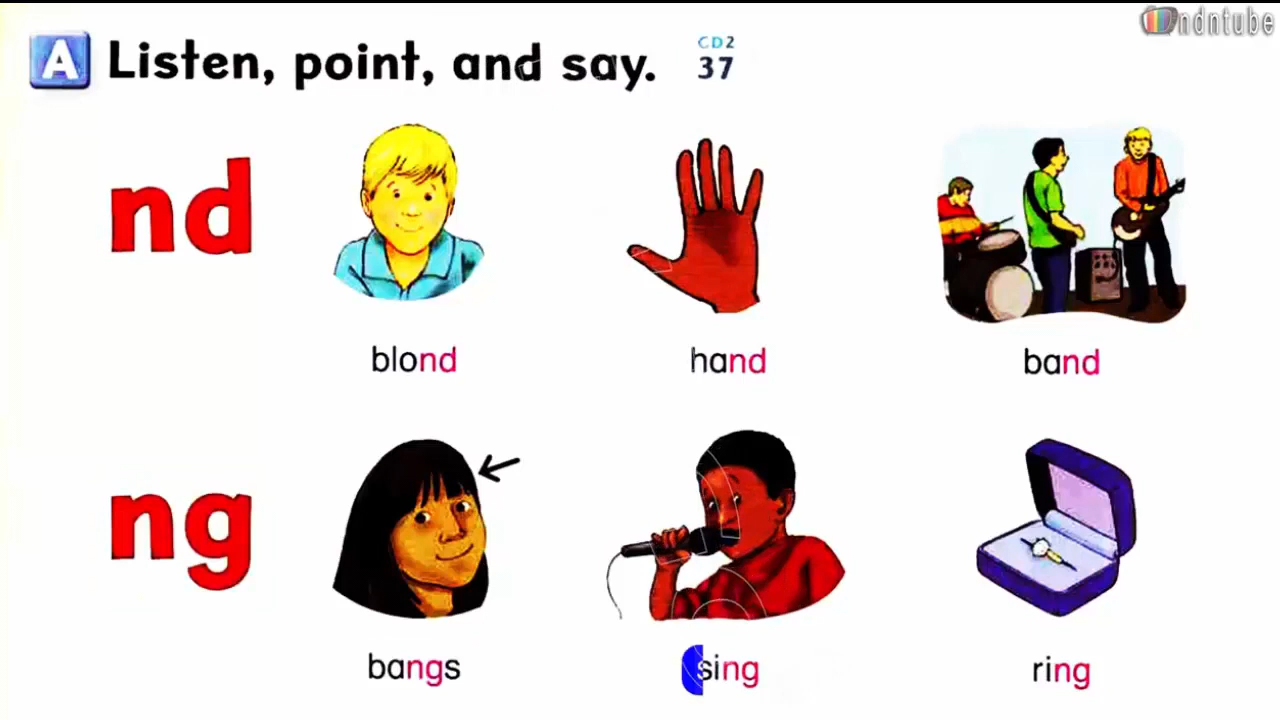 ndntube
A Listen, point, and say. CD2
37
nd
blond hand band
ng
bangs sing ring